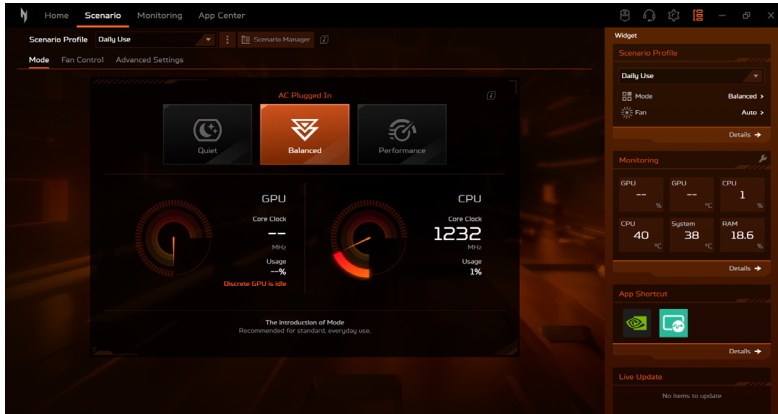 Home Scenario Monitoring App Center
Scenario Profile Daily Use Scenario Manager
Mode Fan Control Advanced Settings
AC Plugged In
Quiet Balanced Performance
GPU
Core Clock
--
MHz
Usage
--%
Discrete GPU is idle
CPU
Core Clock
1232
MHz
Usage
1%
The introduction of Mode
Recommended for standard, everyday use.
Widget
Scenario Profile
Daily Use
Mode Balanced >
Fan Auto >
Details →
Monitoring
GPU GPU CPU
-- -- 1
% °C %
CPU System RAM
40 38 18.6
°C °C %
Details →
App Shortcut
Details →
Live Update
No items to update